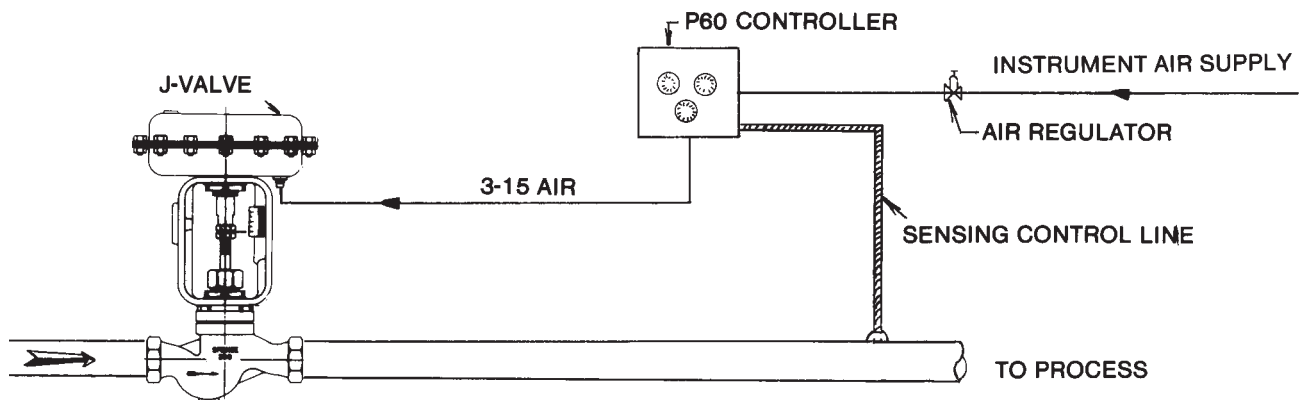 P60 CONTROLLER
INSTRUMENT AIR SUPPLY
J-VALVE
AIR REGULATOR
3-15 AIR
SENSING CONTROL LINE
TO PROCESS